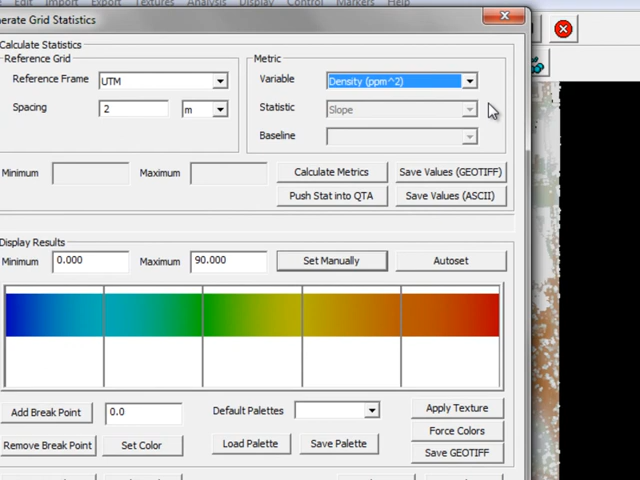 File Edit Import Export Textures Analysis Display Control Markers Help
enerate Grid Statistics
Calculate Statistics
Reference Grid
Reference Frame UTM
Spacing 2 m
Metric
Variable Density (ppm^2)
Statistic Slope
Baseline
Minimum Maximum Calculate Metrics Save Values (GEOTIFF)
Push Stat into QTA Save Values (ASCII)
Display Results
Minimum 0.000 Maximum 90.000 Set Manually Autoset
Add Break Point 0.0 Default Palettes Apply Texture
Force Colors
Remove Break Point Set Color Load Palette Save Palette
Save GEOTIFF